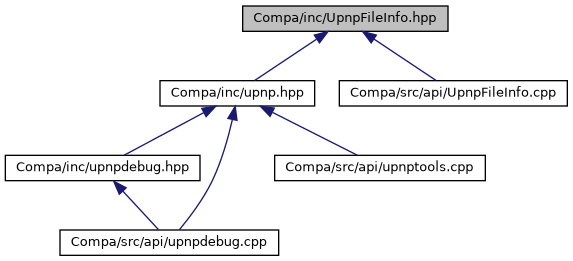 Compa/inc/UpnpFileInfo.hpp
Compa/inc/upnp.hpp
Compa/src/api/UpnpFileInfo.cpp
Compa/inc/upnpdebug.hpp
Compa/src/api/upnptools.cpp
Compa/src/api/upnpdebug.cpp